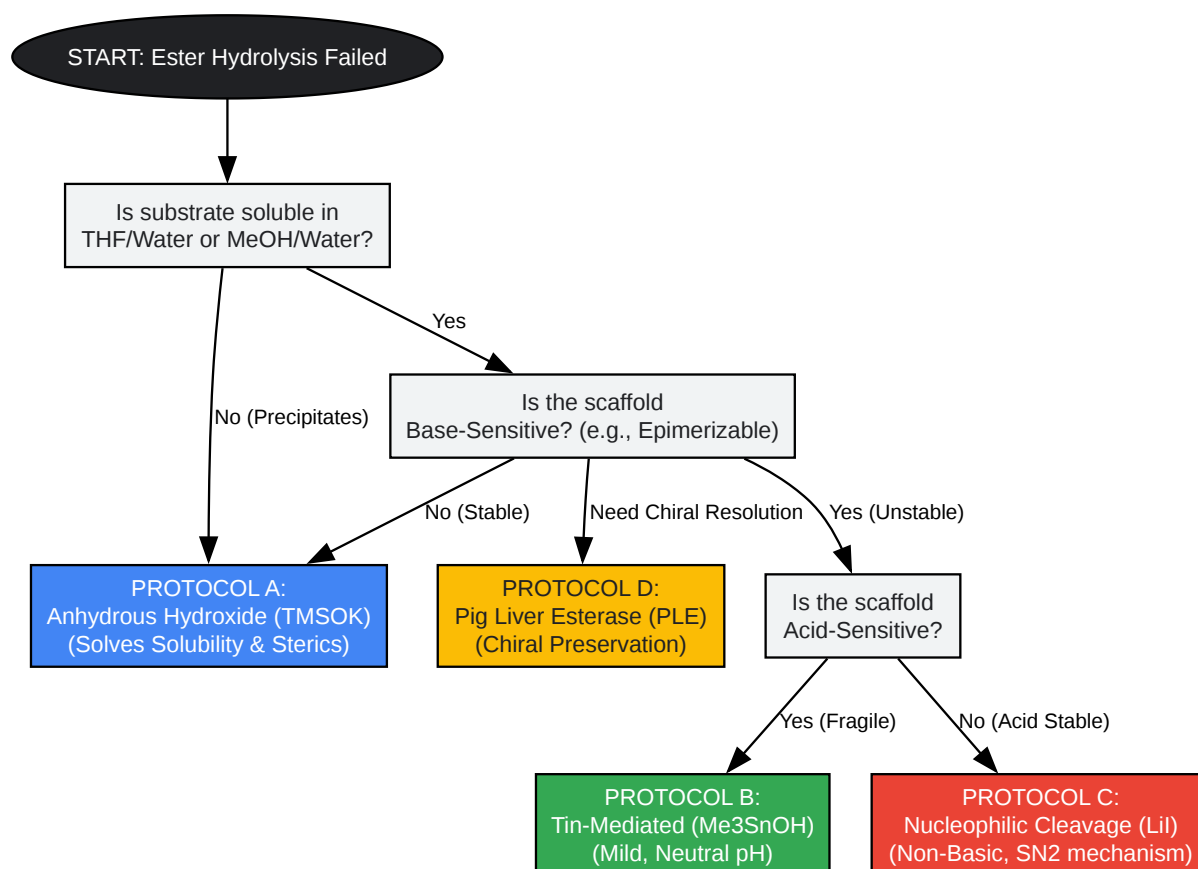 START: Ester Hydrolysis Failed
Is substrate soluble in
THF/Water or MeOH/Water?
Yes
Is the scaffold
Base-Sensitive? (e.g., Epimerizable)
No (Precipitates)
No (Stable)
Need Chiral Resolution
Yes (Unstable)
PROTOCOL A:
Anhydrous Hydroxide (TMSOK)
(Solves Solubility & Sterics)
PROTOCOL D:
Pig Liver Esterase (PLE)
(Chiral Preservation)
Is the scaffold
Acid-Sensitive?
Yes (Fragile)
No (Acid Stable)
PROTOCOL B:
Tin-Mediated (Me3SnOH)
(Mild, Neutral pH)
PROTOCOL C:
Nucleophilic Cleavage (LiI)
(Non-Basic, SN2 mechanism)